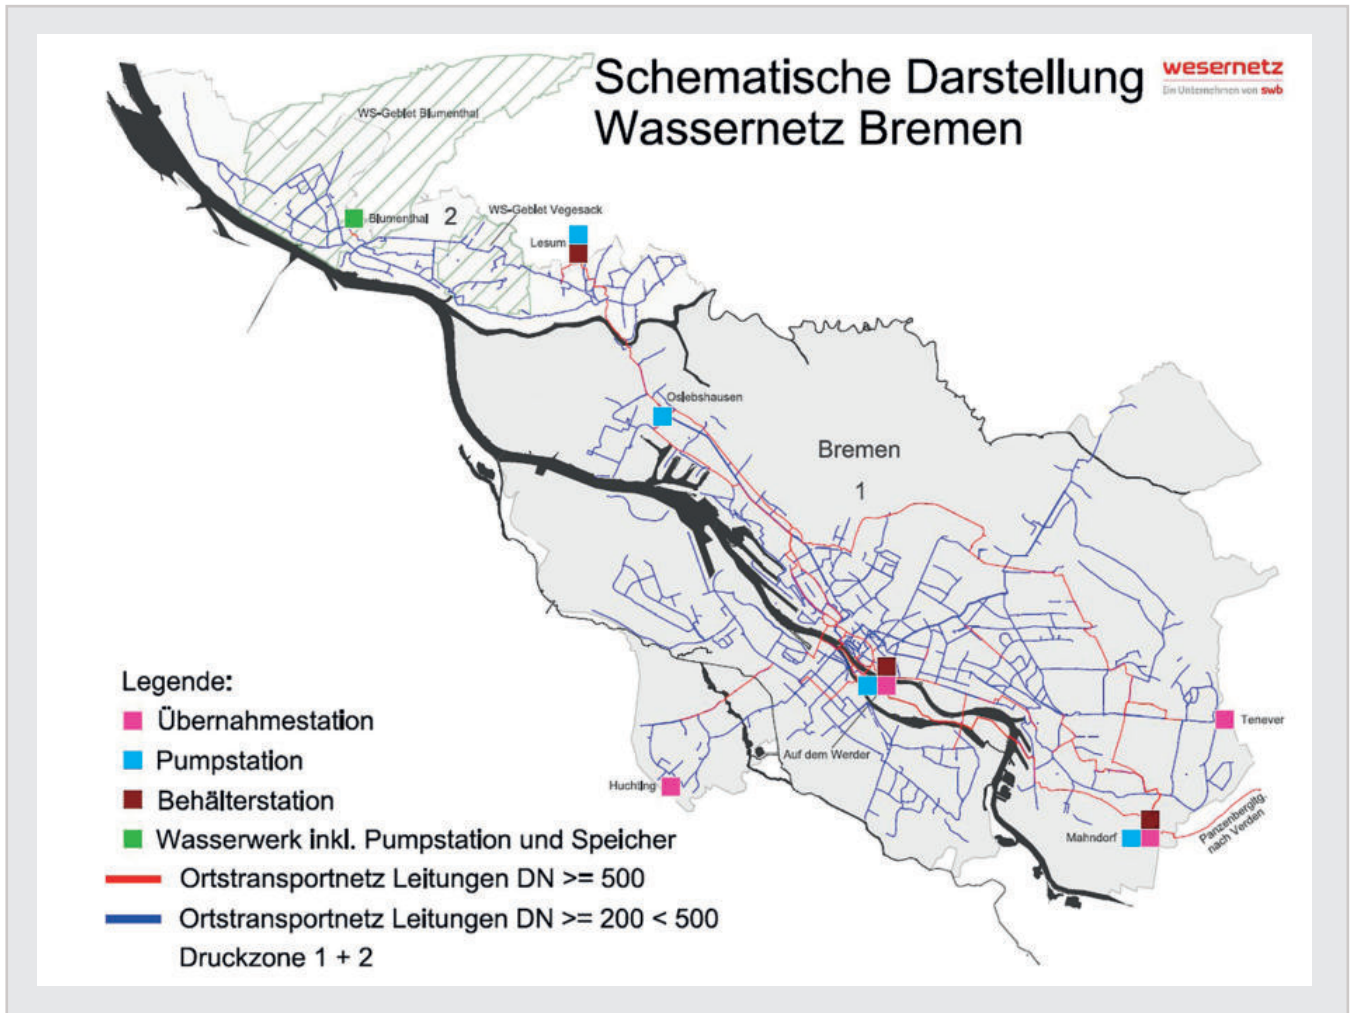 Schematische Darstellung
Wassernetz Bremen
wesernetz
Ein Unternehmen von swb
WS-Gebiet Blumenthal
Blumenthal
2
WS-Gebiet Vegesack
Lesum
Oslebshausen
Bremen
1
Auf dem Werder
Huchting
Tenever
Mahndorf
Panzenbergltg.
nach Verden
Legende:
Übernahmestation
Pumpstation
Behälterstation
Wasserwerk inkl. Pumpstation und Speicher
Ortstransportnetz Leitungen DN >= 500
Ortstransportnetz Leitungen DN >= 200 < 500
Druckzone 1 + 2